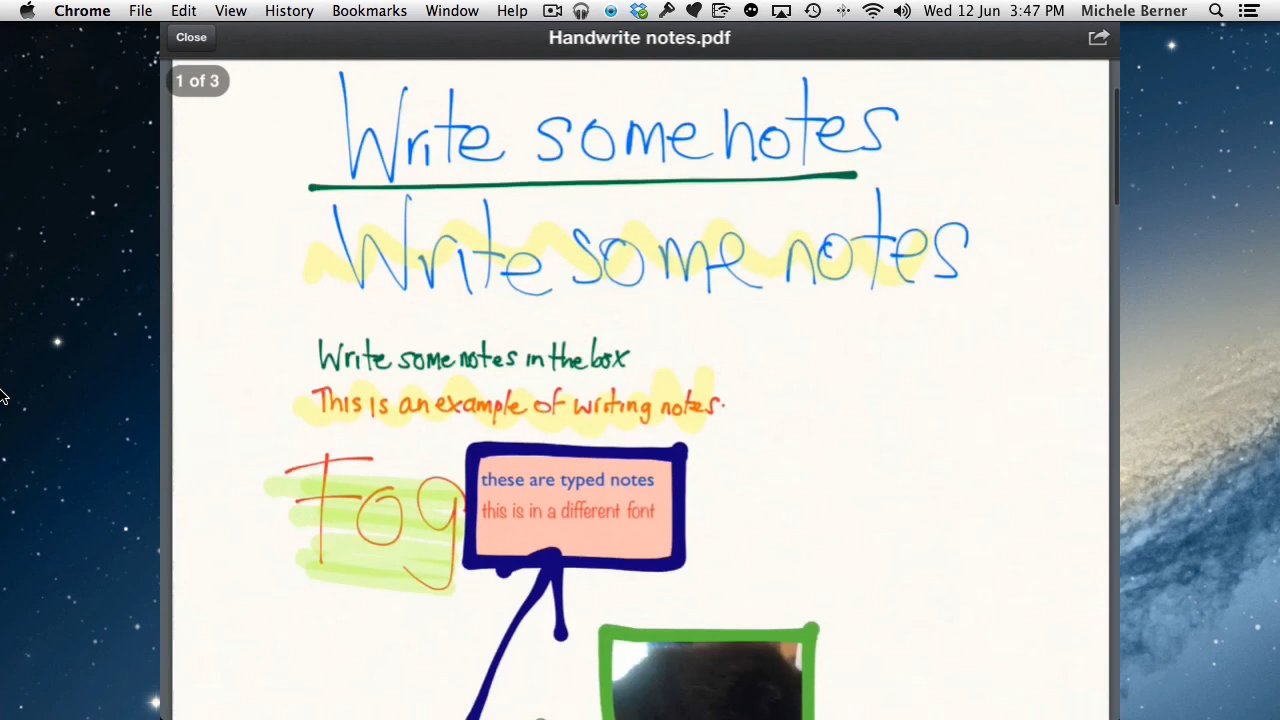 Chrome File Edit View History Bookmarks Window Help Wed 12 Jun 3:47 PM Michele Berner
Close Handwrite notes.pdf
1 of 3
Write some notes
Write some notes
Write some notes in the box
This is an example of writing notes.
Fog
these are typed notes
this is in a different font